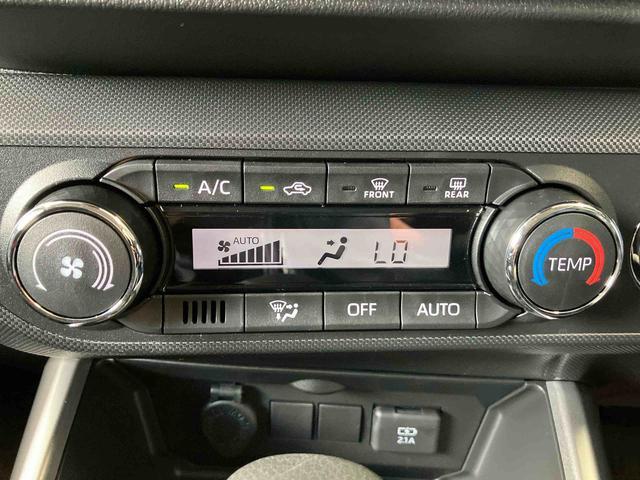 A/C
FRONT
REAR
AUTO
LO
TEMP
OFF
AUTO
2.1A